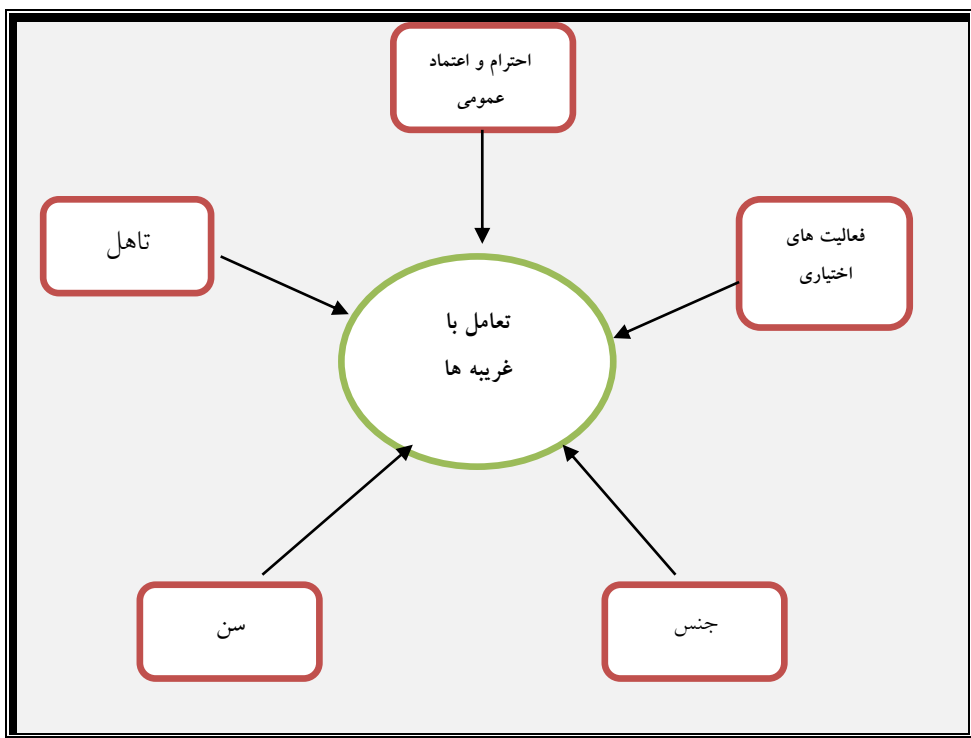 احترام و اعتماد
عمومی
فعالیت های
اختیاری
تاهل
تعامل با
غریبه ها
جنس
سن